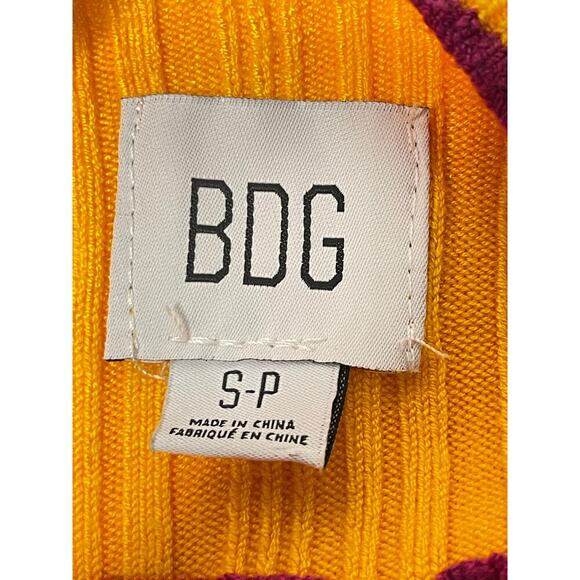 BDG
S-P
MADE IN CHINA
FABRIQUÉ EN CHINE